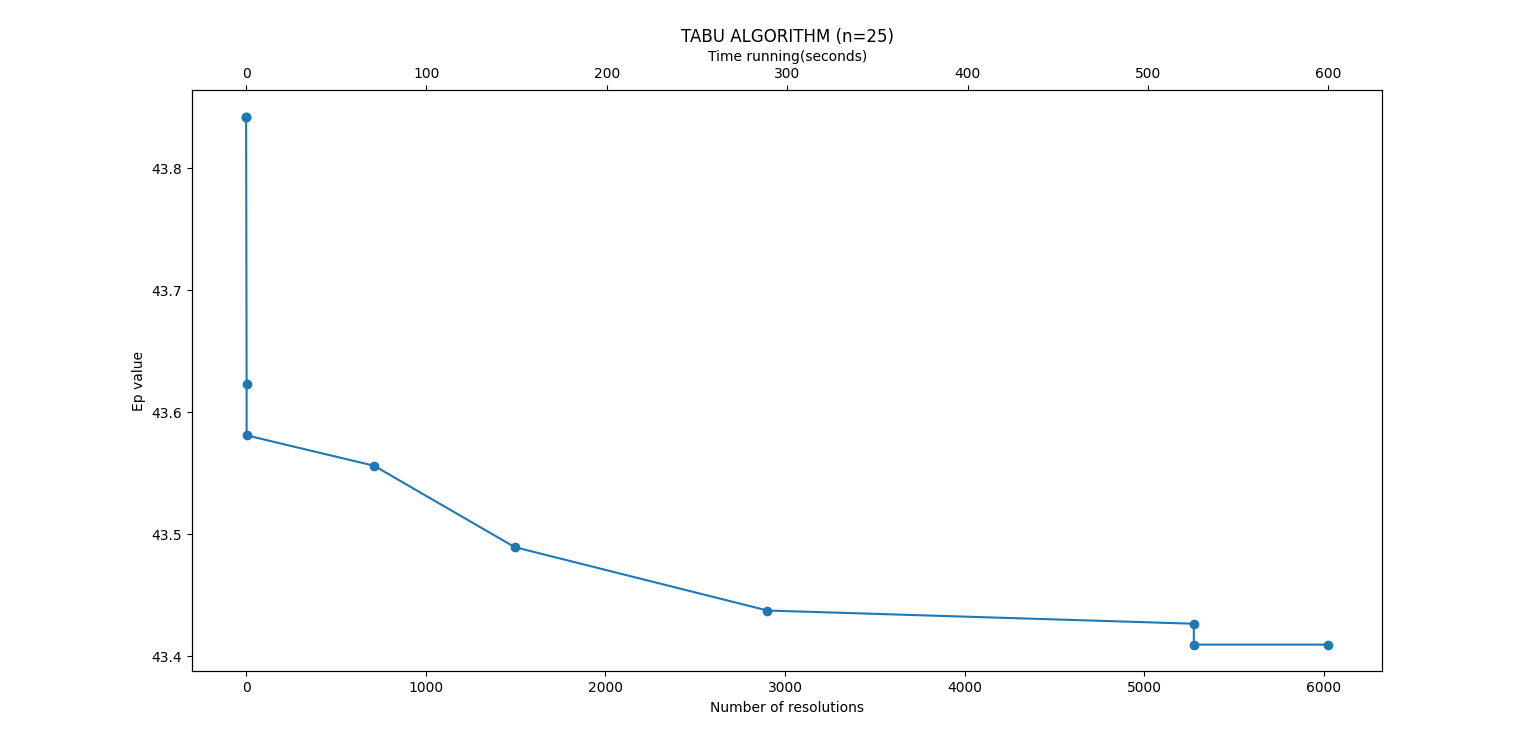 TABU ALGORITHM (n=25)
Time running(seconds)
0 100 200 300 400 500 600
43.8
43.7
43.6
43.5
43.4
Ep value
0 1000 2000 3000 4000 5000 6000
Number of resolutions